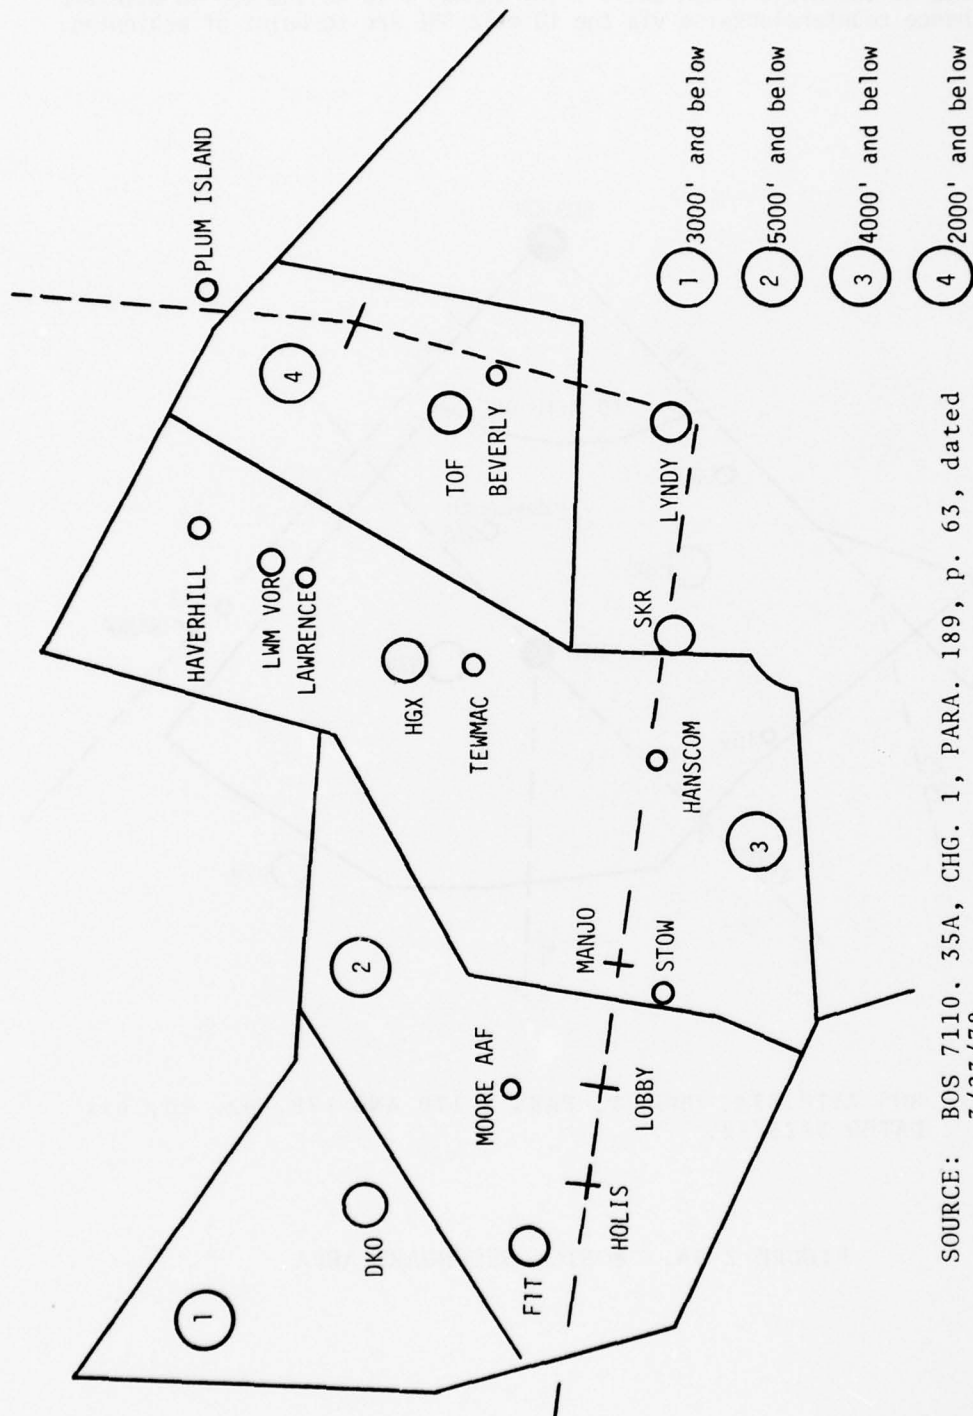 PLUM ISLAND
4
HAVERHILL
LWM VOR
LAWRENCE
TOF
BEVERLY
HGX
TEWMAC
LYNDY
SKR
HANSCOM
3
2
MANJO
STOW
MOORE AAF
LOBBY
1
DKO
FIT
HOLIS
1 3000' and below
2 5000' and below
3 4000' and below
4 2000' and below
SOURCE: BOS 7110. 35A, CHG. 1, PARA. 189, p. 63, dated